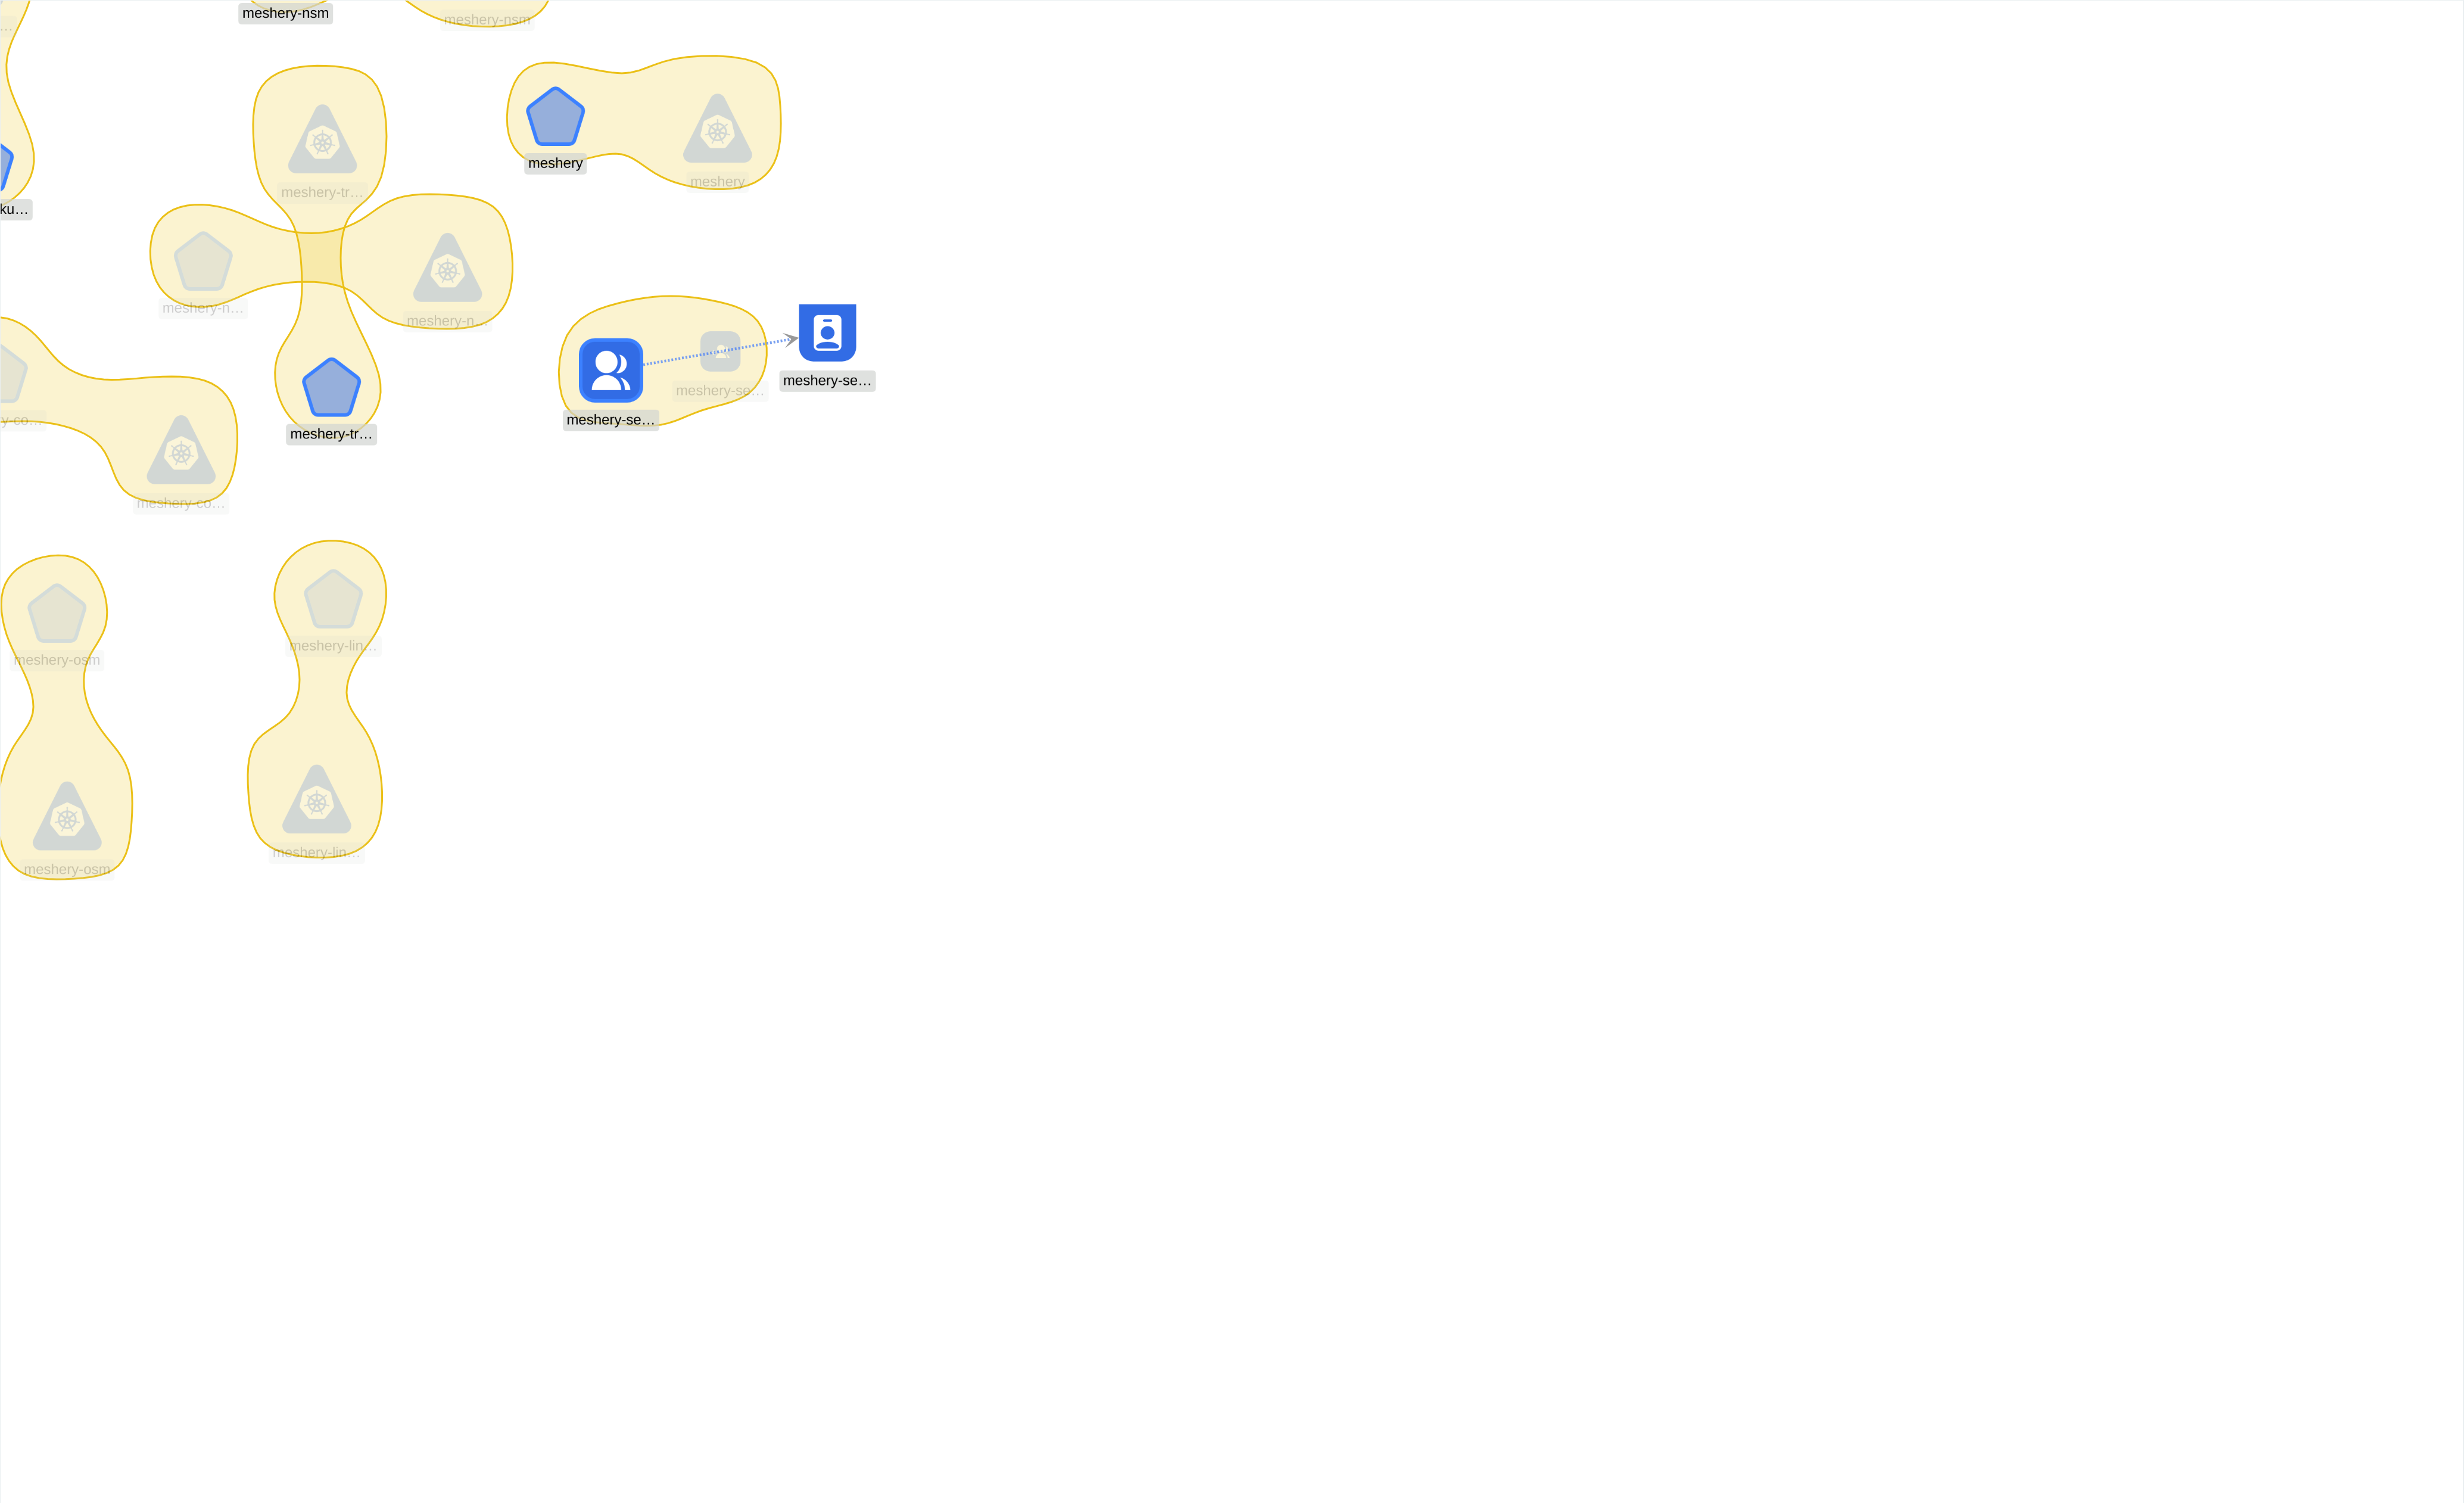 meshery-nsm
meshery-nsm
…
meshery
meshery
meshery-tr…
ku…
meshery-n…
meshery-n…
meshery-se…
meshery-se…
meshery-se…
y-co…
meshery-tr…
meshery-co…
meshery-osm
meshery-lin…
meshery-lin…
meshery-osm